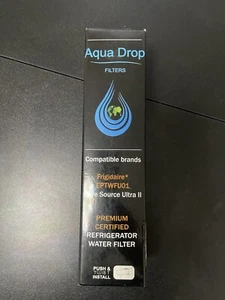 Aqua Drop
FILTERS
Compatible brands
Frigidaire*
EPTWFU01
Source Ultra II
PREMIUM
CERTIFIED
REFRIGERATOR
WATER FILTER
PUSH &
INSTALL